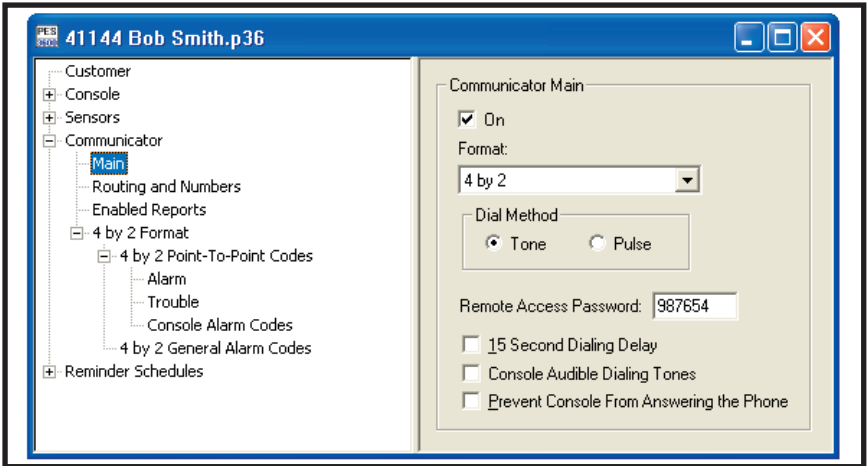 PES
3600
41144 Bob Smith.p36
Customer
Console
Sensors
Communicator
Main
Routing and Numbers
Enabled Reports
4 by 2 Format
4 by 2 Point-To-Point Codes
Alarm
Trouble
Console Alarm Codes
4 by 2 General Alarm Codes
Reminder Schedules
Communicator Main
On
Format:
4 by 2
Dial Method
Tone
Pulse
Remote Access Password: 987654
15 Second Dialing Delay
Console Audible Dialing Tones
Prevent Console From Answering the Phone